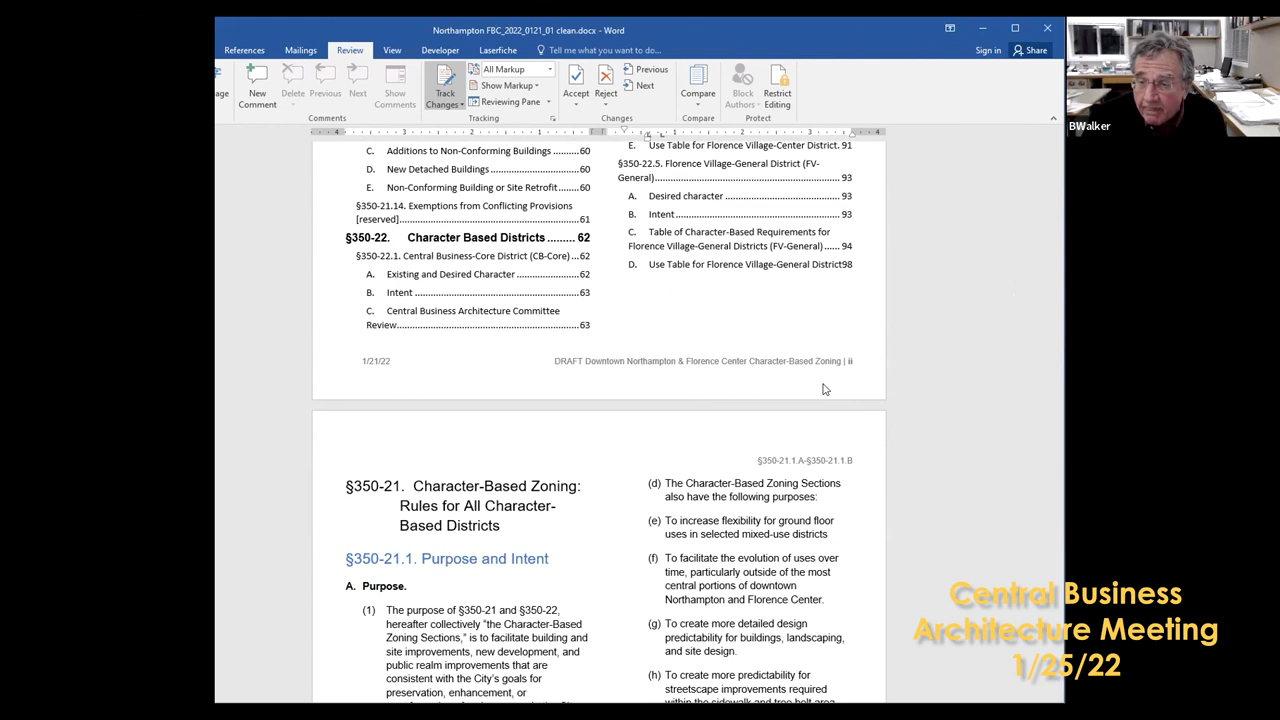 Northampton FBC_2022_0121_01 clean.docx - Word
References Mailings Review View Developer Laserfiche Tell me what you want to do... Sign in Share
New Comment
Delete
Previous
Next
Show Comments
Comments
Track Changes
All Markup
Show Markup
Reviewing Pane
Tracking
Accept
Reject
Previous
Next
Changes
Compare
Compare
Block Authors
Restrict Editing
Protect
BWalker
C. Additions to Non-Conforming Buildings ..........60
D. New Detached Buildings ...............................60
E. Non-Conforming Building or Site Retrofit.......60
§350-21.14. Exemptions from Conflicting Provisions
[reserved]................................................................61
§350-22. Character Based Districts ......... 62
§350-22.1. Central Business-Core District (CB-Core) ...62
A. Existing and Desired Character ......................62
B. Intent ..........................................................63
C. Central Business Architecture Committee
Review................................................................63
E. Use Table for Florence Village-Center District. 91
§350-22.5. Florence Village-General District (FV-
General)................................................................ 93
A. Desired character ......................................... 93
B. Intent........................................................... 93
C. Table of Character-Based Requirements for
Florence Village-General Districts (FV-General) ...... 94
D. Use Table for Florence Village-General District98
1/21/22
DRAFT Downtown Northampton & Florence Center Character-Based Zoning | ii
§350-21.1.A-§350-21.1.B
§350-21. Character-Based Zoning:
Rules for All Character-
Based Districts
§350-21.1. Purpose and Intent
A. Purpose.
(1) The purpose of §350-21 and §350-22,
hereafter collectively “the Character-Based
Zoning Sections,” is to facilitate building and
site improvements, new development, and
public realm improvements that are
consistent with the City’s goals for
preservation, enhancement, or
(d) The Character-Based Zoning Sections
also have the following purposes:
(e) To increase flexibility for ground floor
uses in selected mixed-use districts
(f) To facilitate the evolution of uses over
time, particularly outside of the most
central portions of downtown
Northampton and Florence Center.
(g) To create more detailed design
predictability for buildings, landscaping,
and site design.
(h) To create more predictability for
streetscape improvements required
within the sidewalk and tree belt area
Central Business
Architecture Meeting
1/25/22